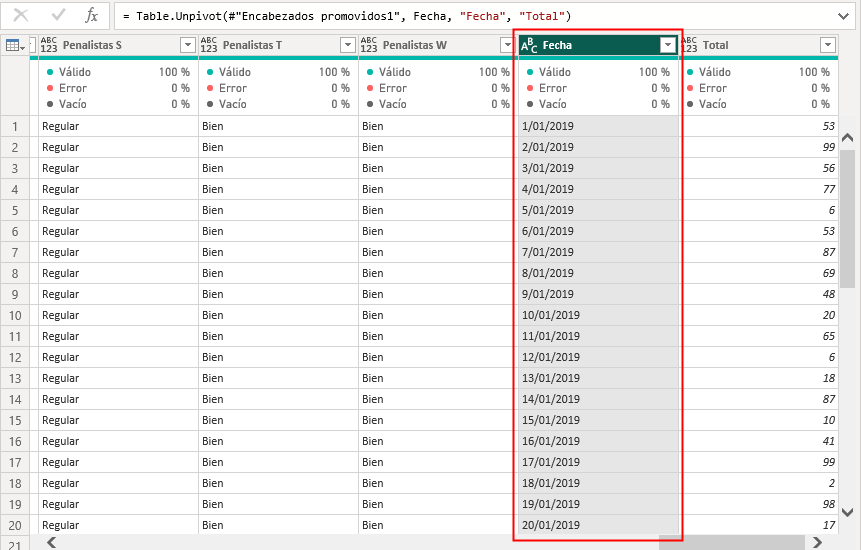 fx = Table.Unpivot(#"Encabezados promovidos1", Fecha, "Fecha", "Total")
ABC 123 Penalistas S ABC 123 Penalistas T ABC 123 Penalistas W ABC Fecha ABC 123 Total
Válido 100 % Válido 100 % Válido 100 % Válido 100 % Válido 100 %
Error 0 % Error 0 % Error 0 % Error 0 % Error 0 %
Vacío 0 % Vacío 0 % Vacío 0 % Vacío 0 % Vacío 0 %
1 Regular Bien Bien 1/01/2019 53
2 Regular Bien Bien 2/01/2019 99
3 Regular Bien Bien 3/01/2019 56
4 Regular Bien Bien 4/01/2019 77
5 Regular Bien Bien 5/01/2019 6
6 Regular Bien Bien 6/01/2019 53
7 Regular Bien Bien 7/01/2019 87
8 Regular Bien Bien 8/01/2019 69
9 Regular Bien Bien 9/01/2019 48
10 Regular Bien Bien 10/01/2019 20
11 Regular Bien Bien 11/01/2019 65
12 Regular Bien Bien 12/01/2019 6
13 Regular Bien Bien 13/01/2019 18
14 Regular Bien Bien 14/01/2019 87
15 Regular Bien Bien 15/01/2019 10
16 Regular Bien Bien 16/01/2019 41
17 Regular Bien Bien 17/01/2019 99
18 Regular Bien Bien 18/01/2019 2
19 Regular Bien Bien 19/01/2019 98
20 Regular Bien Bien 20/01/2019 17
21